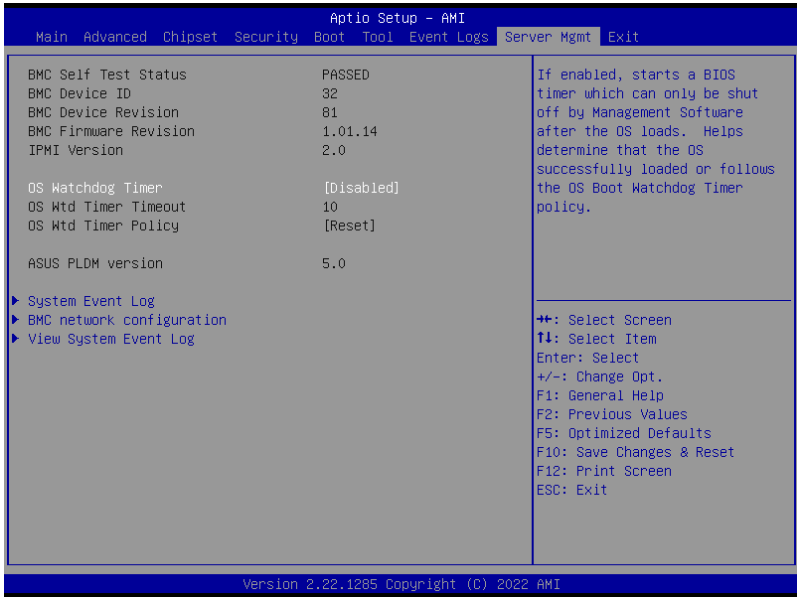 Aptio Setup – AMI
Main Advanced Chipset Security Boot Tool Event Logs Server Mgmt Exit
BMC Self Test Status PASSED
BMC Device ID 32
BMC Device Revision 81
BMC Firmware Revision 1.01.14
IPMI Version 2.0
OS Watchdog Timer [Disabled]
OS Wtd Timer Timeout 10
OS Wtd Timer Policy [Reset]
ASUS PLDM version 5.0
System Event Log
BMC network configuration
View System Event Log
If enabled, starts a BIOS
timer which can only be shut
off by Management Software
after the OS loads. Helps
determine that the OS
successfully loaded or follows
the OS Boot Watchdog Timer
policy.
→←: Select Screen
↑↓: Select Item
Enter: Select
+/-: Change Opt.
F1: General Help
F2: Previous Values
F5: Optimized Defaults
F10: Save Changes & Reset
F12: Print Screen
ESC: Exit
Version 2.22.1285 Copyright (C) 2022 AMI